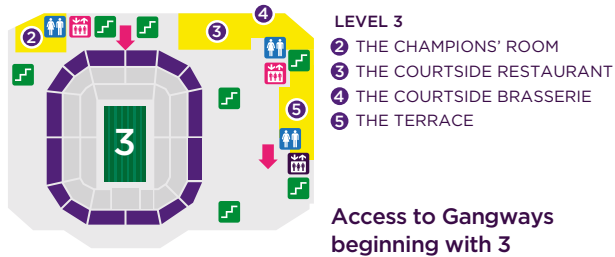 LEVEL 3
2 THE CHAMPIONS' ROOM
3 THE COURTSIDE RESTAURANT
4 THE COURTSIDE BRASSERIE
5 THE TERRACE
Access to Gangways
beginning with 3
4
2
3
5
3